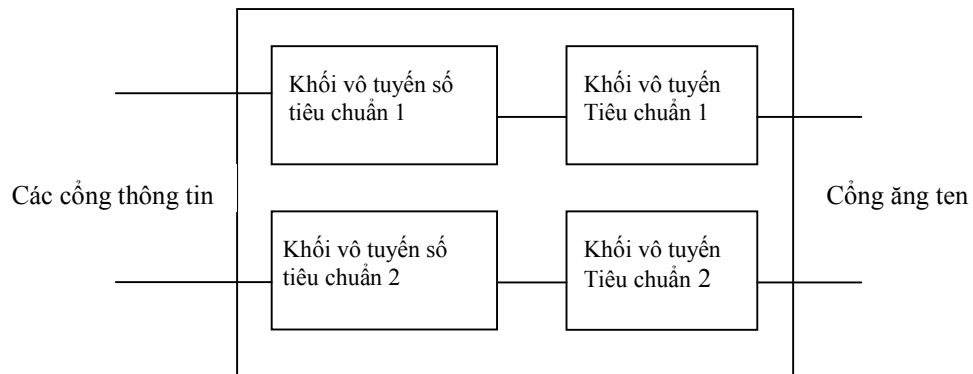 Khối vô tuyến số
tiêu chuẩn 1
Khối vô tuyến
Tiêu chuẩn 1
Các cổng thông tin
Cổng ăng ten
Khối vô tuyến số
tiêu chuẩn 2
Khối vô tuyến
Tiêu chuẩn 2